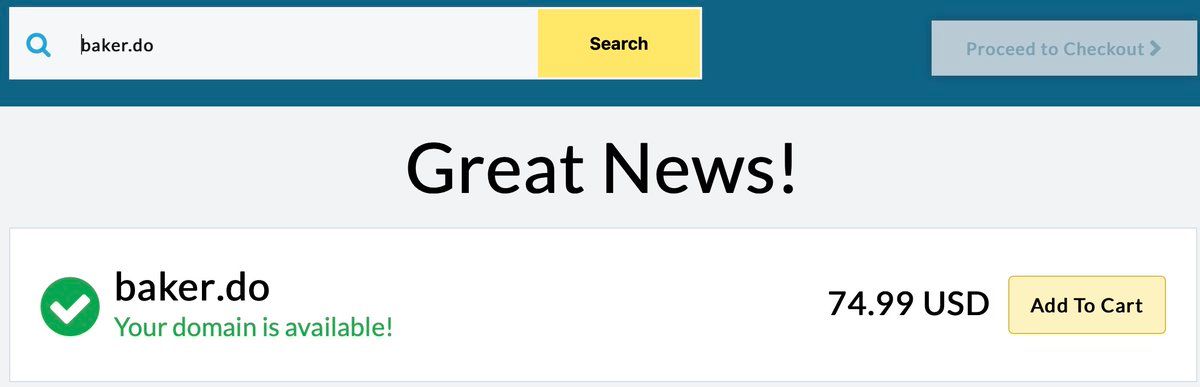 baker.do
Search
Proceed to Checkout
Great News!
baker.do
Your domain is available!
74.99 USD
Add To Cart